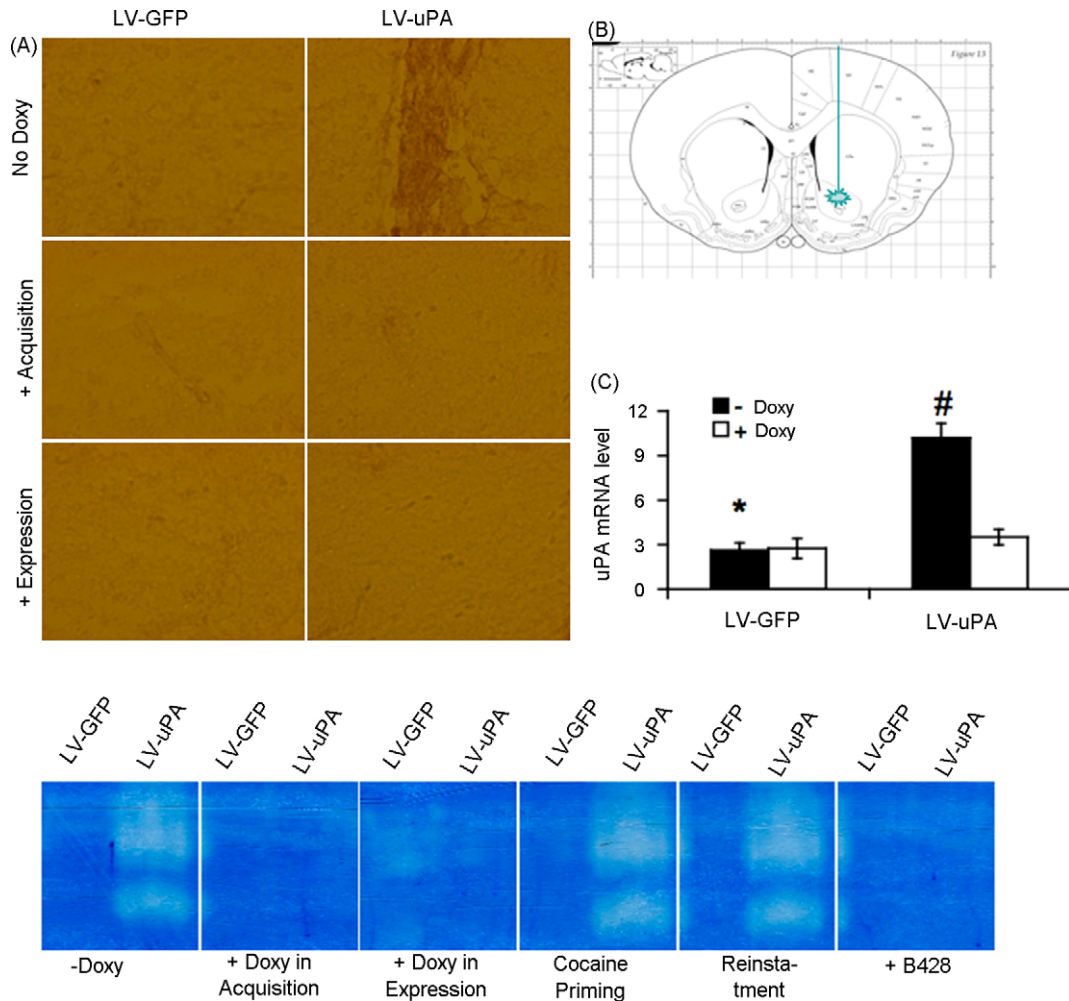 LV-GFP LV-uPA
(A)
No Doxy
+ Acquisition
+ Expression
(B)
Figure 13
(C)
- Doxy
+ Doxy
uPA mRNA level
12
9
6
3
0
*
#
LV-GFP LV-uPA
LV-GFP LV-uPA LV-GFP LV-uPA LV-GFP LV-uPA LV-GFP LV-uPA LV-GFP LV-uPA LV-GFP LV-uPA
-Doxy
+ Doxy in
Acquisition
+ Doxy in
Expression
Cocaine
Priming
Reinsta-
tment
+ B428